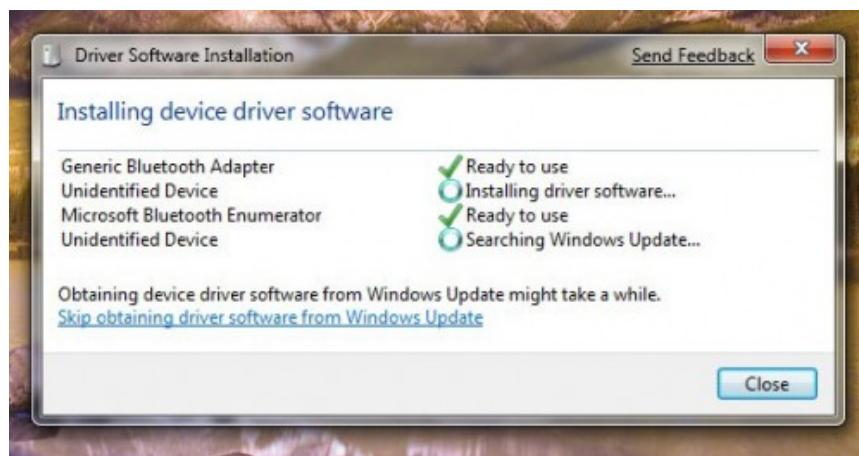 Driver Software Installation Send Feedback
Installing device driver software
Generic Bluetooth Adapter Ready to use
Unidentified Device Installing driver software...
Microsoft Bluetooth Enumerator Ready to use
Unidentified Device Searching Windows Update...
Obtaining device driver software from Windows Update might take a while.
Skip obtaining driver software from Windows Update
Close